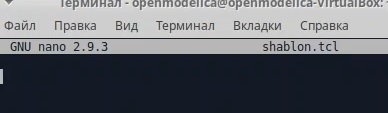 Терминал - openmodelica@openmodelica-VirtualBox:
Файл Правка Вид Терминал Вкладки Справка
GNU nano 2.9.3 shablon.tcl